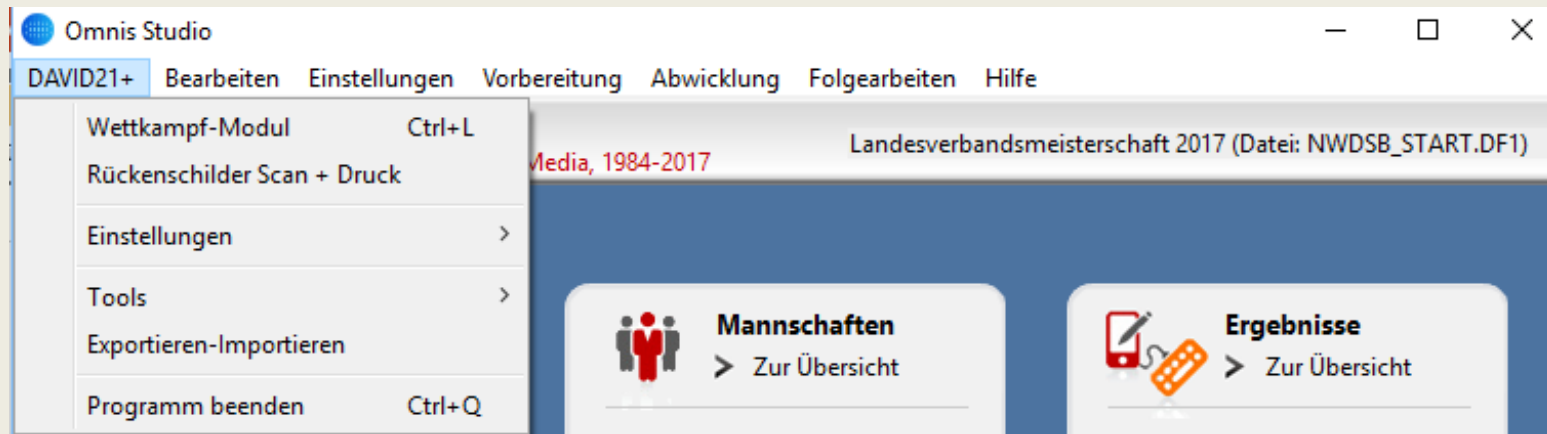 Omnis Studio
DAVID21+ Bearbeiten Einstellungen Vorbereitung Abwicklung Folgearbeiten Hilfe
Wettkampf-Modul Ctrl+L
Rückenschilder Scan + Druck
Einstellungen >
Tools >
Exportieren-Importieren
Programm beenden Ctrl+Q
Media, 1984-2017
Landesverbandsmeisterschaft 2017 (Datei: NWDSB_START.DF1)
Mannschaften
> Zur Übersicht
Ergebnisse
> Zur Übersicht